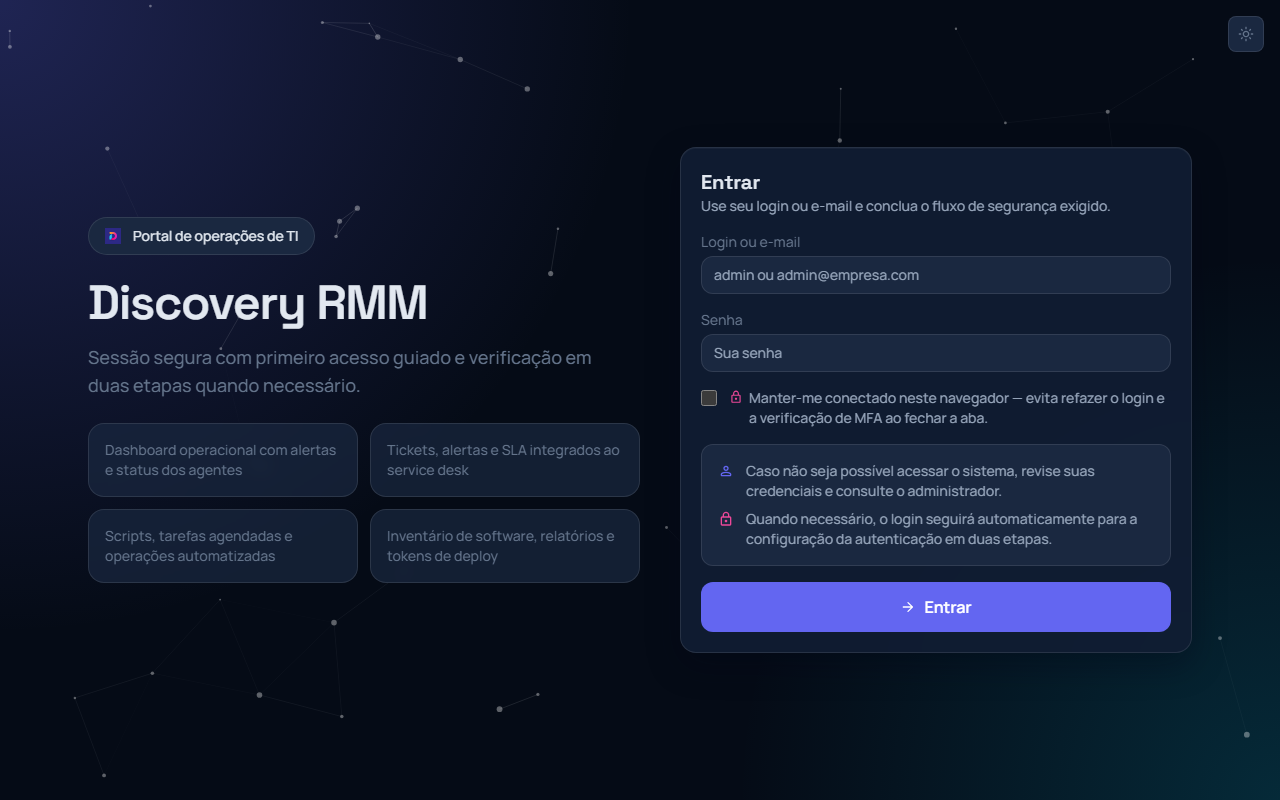 Portal de operações de TI
Discovery RMM
Sessão segura com primeiro acesso guiado e verificação em
duas etapas quando necessário.
Dashboard operacional com alertas
e status dos agentes
Tickets, alertas e SLA integrados ao
service desk
Scripts, tarefas agendadas e
operações automatizadas
Inventário de software, relatórios e
tokens de deploy
Entrar
Use seu login ou e-mail e conclua o fluxo de segurança exigido.
Login ou e-mail
admin ou admin@empresa.com
Senha
Sua senha
Manter-me conectado neste navegador — evita refazer o login e
a verificação de MFA ao fechar a aba.
Caso não seja possível acessar o sistema, revise suas
credenciais e consulte o administrador.
Quando necessário, o login seguirá automaticamente para a
configuração da autenticação em duas etapas.
Entrar